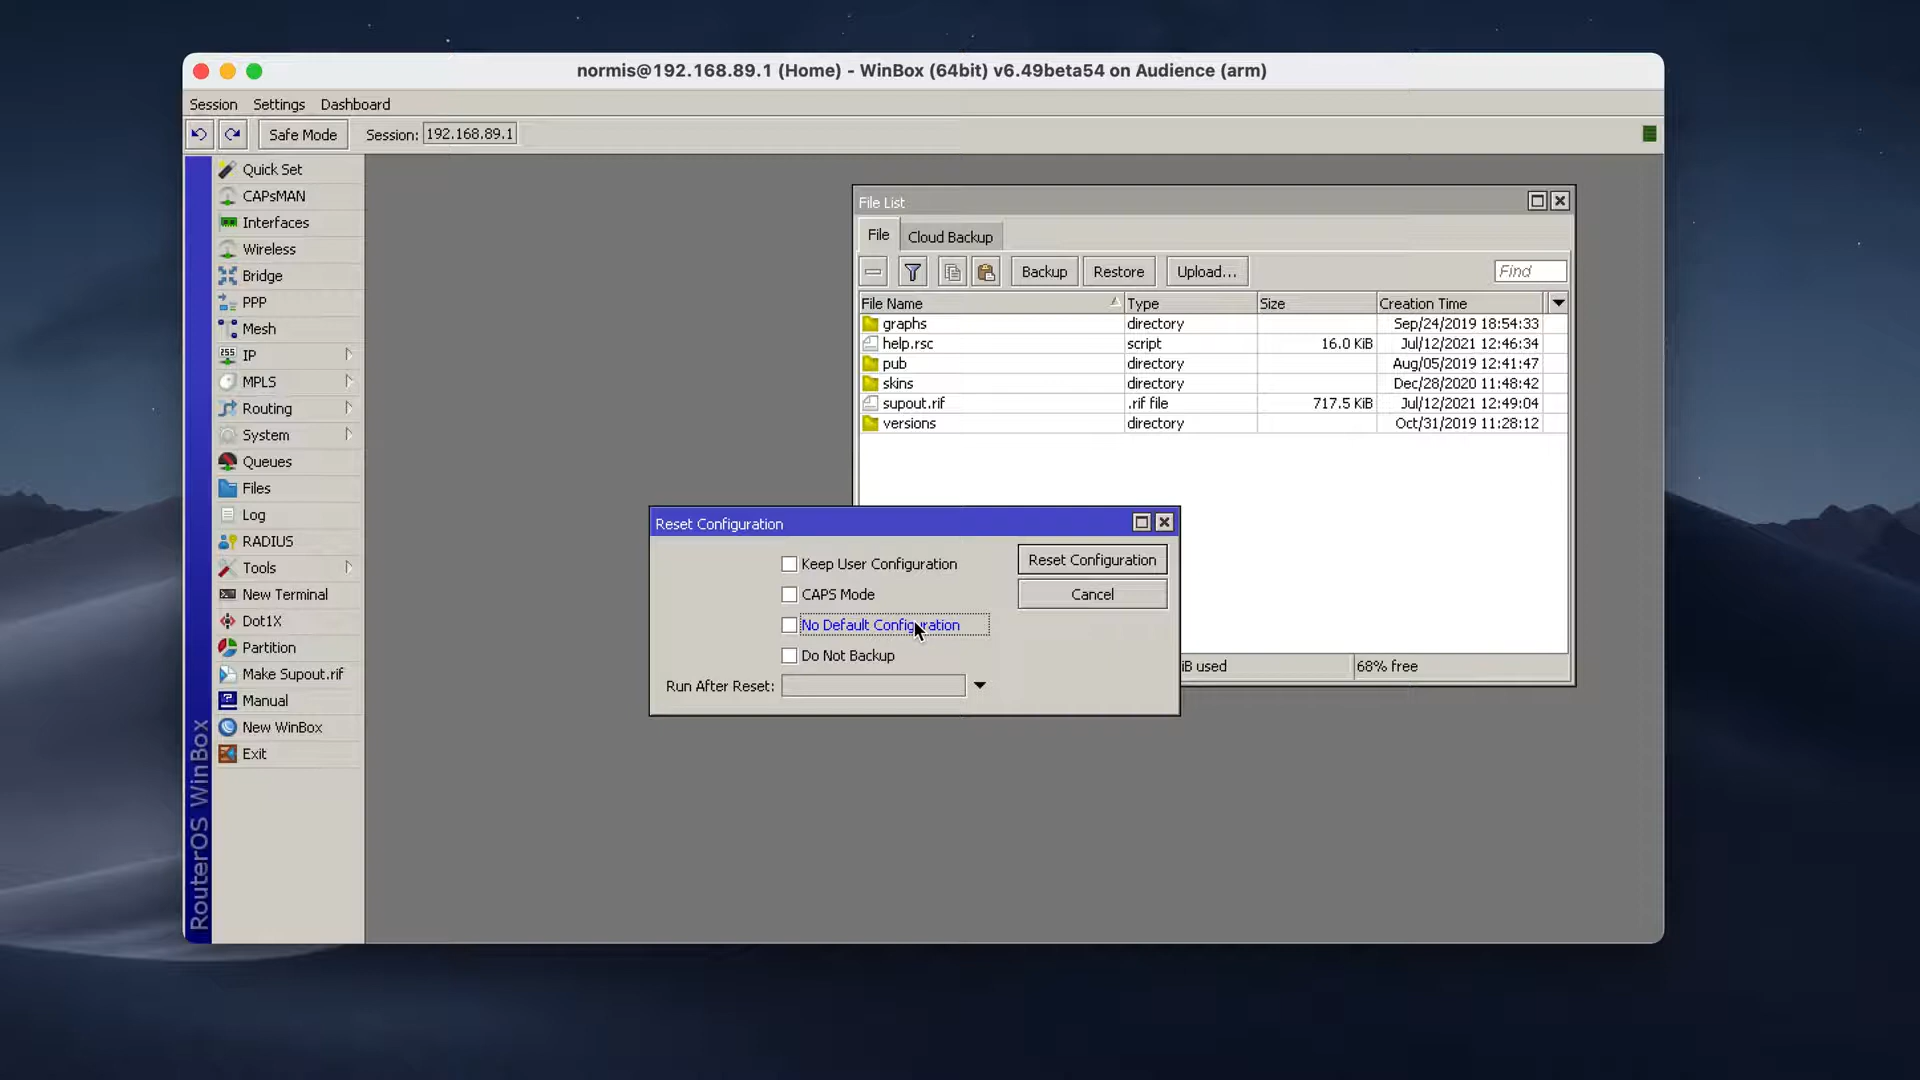 normis@192.168.89.1 (Home) - WinBox (64bit) v6.49beta54 on Audience (arm)
Session Settings Dashboard
Safe Mode Session: 192.168.89.1
Quick Set
CAPsMAN
Interfaces
Wireless
Bridge
PPP
Mesh
255 IP
MPLS
Routing
System
Queues
Files
Log
RADIUS
Tools
New Terminal
Dot1X
Partition
Make Supout.rif
Manual
New WinBox
Exit
RouterOS WinBox
File List
File Cloud Backup
Backup Restore Upload... Find
File Name Type Size Creation Time
graphs directory Sep/24/2019 18:54:33
help.rsc script 16.0 KiB Jul/12/2021 12:46:34
pub directory Aug/05/2019 12:41:47
skins directory Dec/28/2020 11:48:42
supout.rif .rif file 717.5 KiB Jul/12/2021 12:49:04
versions directory Oct/31/2019 11:28:12
iB used 68% free
Reset Configuration
Keep User Configuration
CAPS Mode
No Default Configuration
Do Not Backup
Run After Reset:
Reset Configuration
Cancel